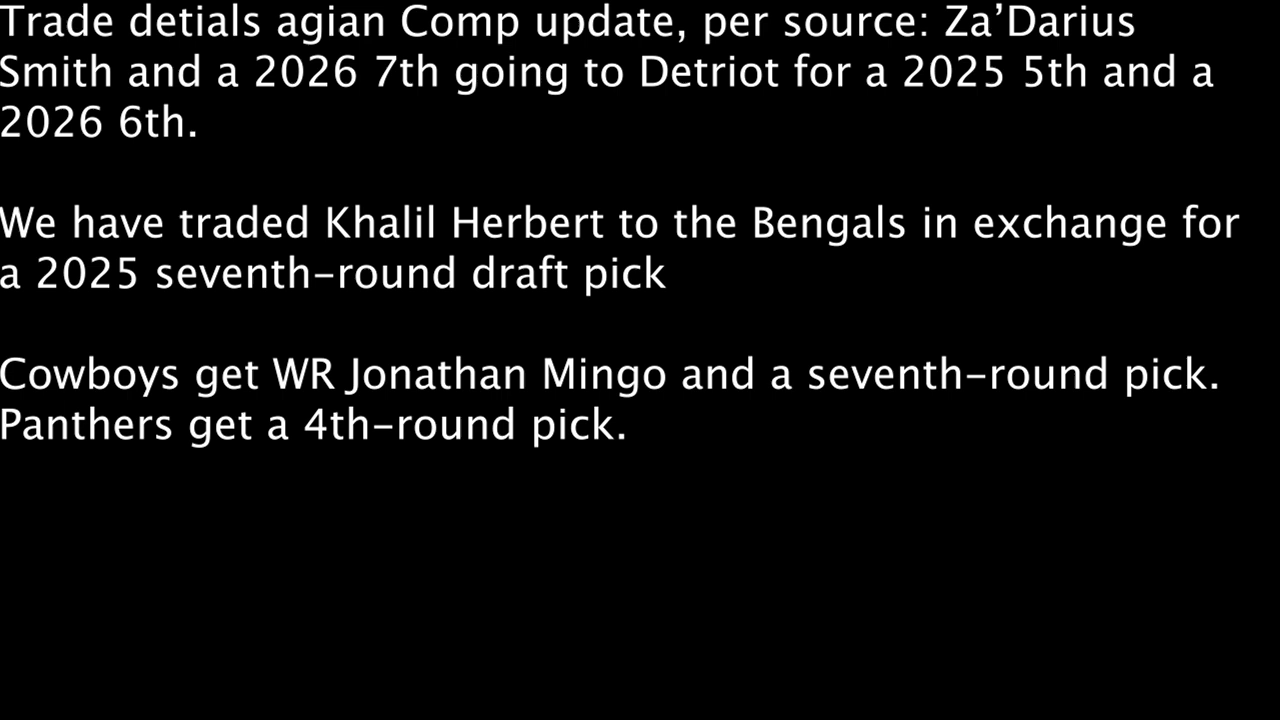 Trade detials agian Comp update, per source: Za’Darius
Smith and a 2026 7th going to Detriot for a 2025 5th and a
2026 6th.
We have traded Khalil Herbert to the Bengals in exchange for
a 2025 seventh-round draft pick
Cowboys get WR Jonathan Mingo and a seventh-round pick.
Panthers get a 4th-round pick.